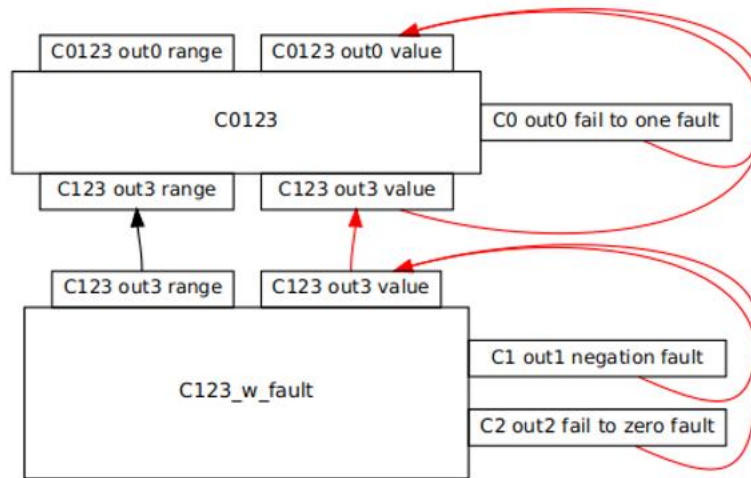 C0123 out0 range
C0123 out0 value
C0123
C0 out0 fail to one fault
C123 out3 range
C123 out3 value
C123 out3 range
C123 out3 value
C1 out1 negation fault
C123_w_fault
C2 out2 fail to zero fault